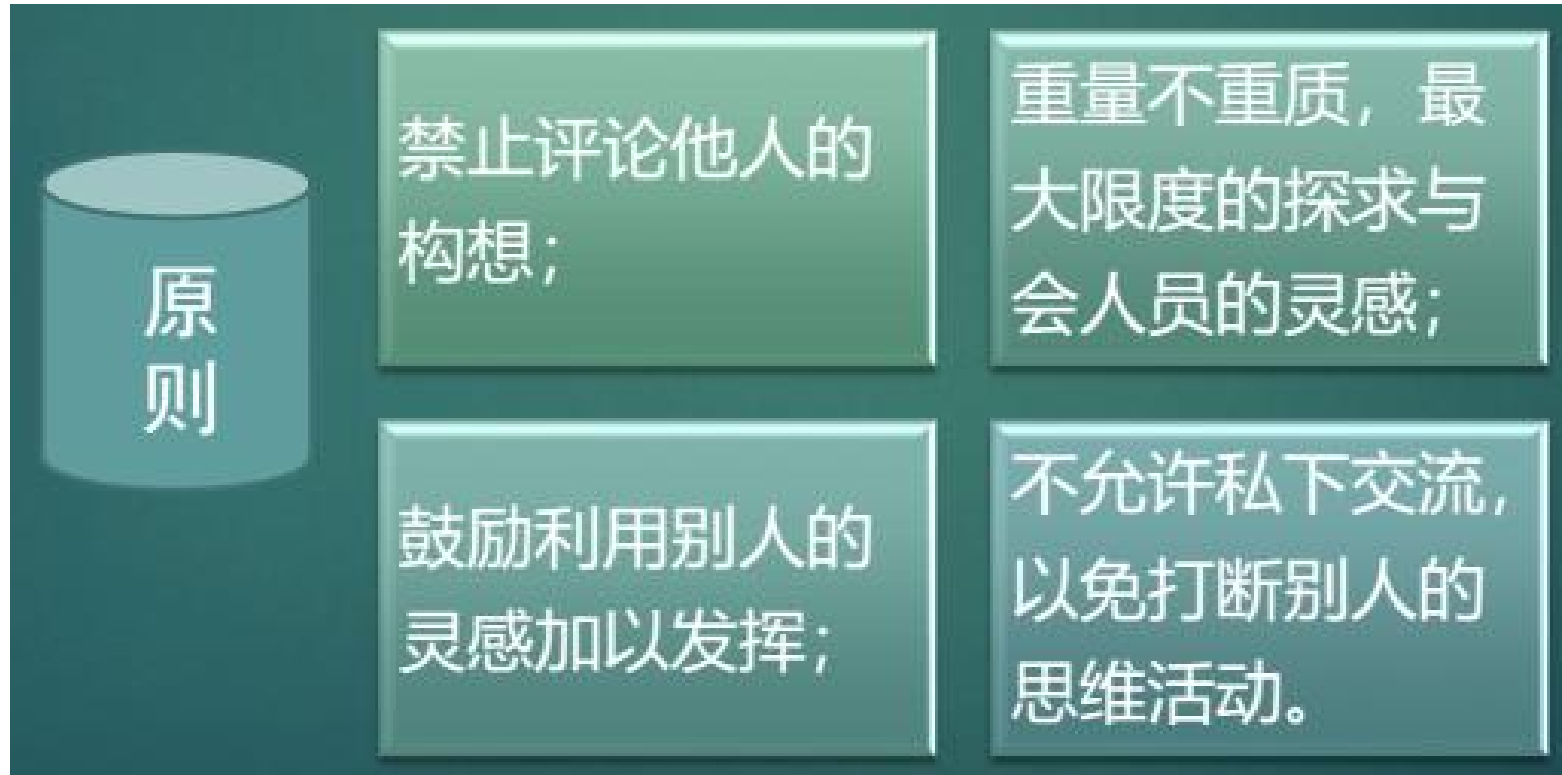 原
则
禁止评论他人的
构想；
重量不重质，最
大限度的探求与
会人员的灵感；
鼓励利用别人的
灵感加以发挥；
不允许私下交流，
以免打断别人的
思维活动。